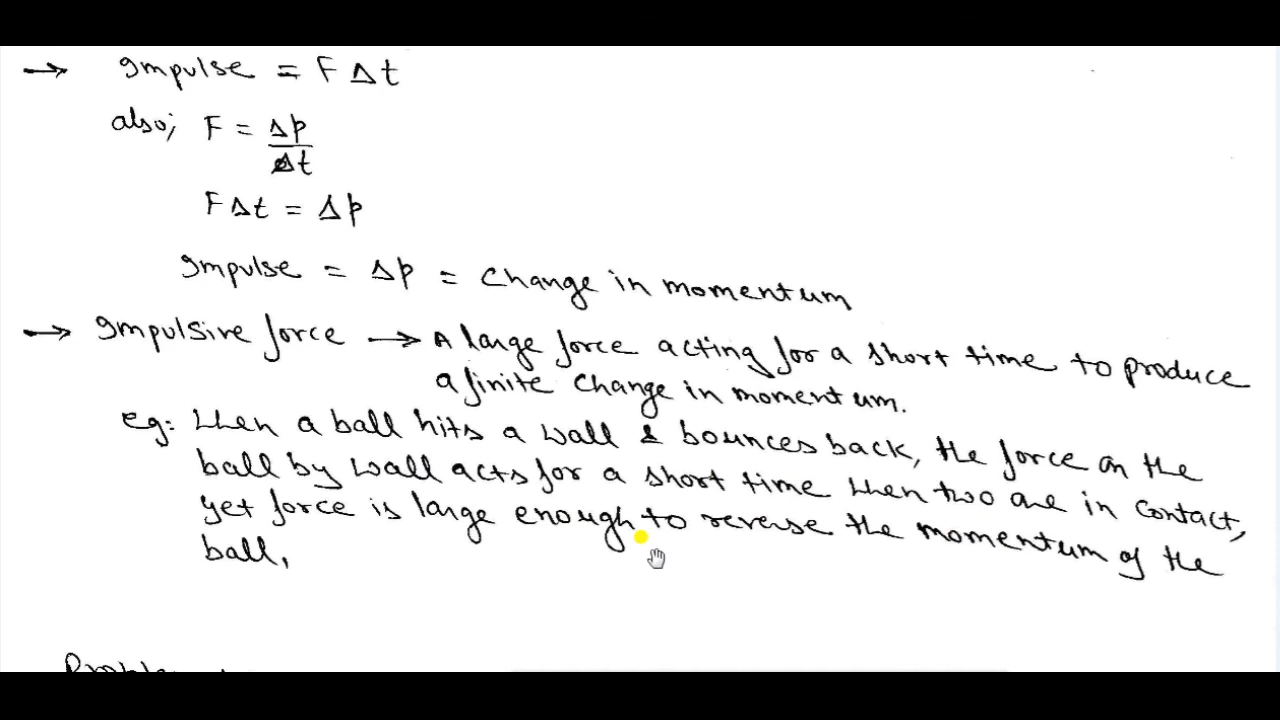 → Impulse = F Δt
also; F = Δp
Δt
FΔt = Δp
Impulse = Δp = Change in momentum
→ Impulsive force → A large force acting for a short time to produce
a finite change in momentum.
eg: When a ball hits a wall & bounces back, the force on the
ball by wall acts for a short time when two are in contact,
yet force is large enough to reverse the momentum of the
ball,